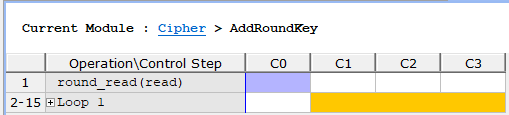 Current Module : Cipher > AddRoundKey
Operation\Control Step C0 C1 C2 C3
1 round_read(read)
2-15 Loop 1